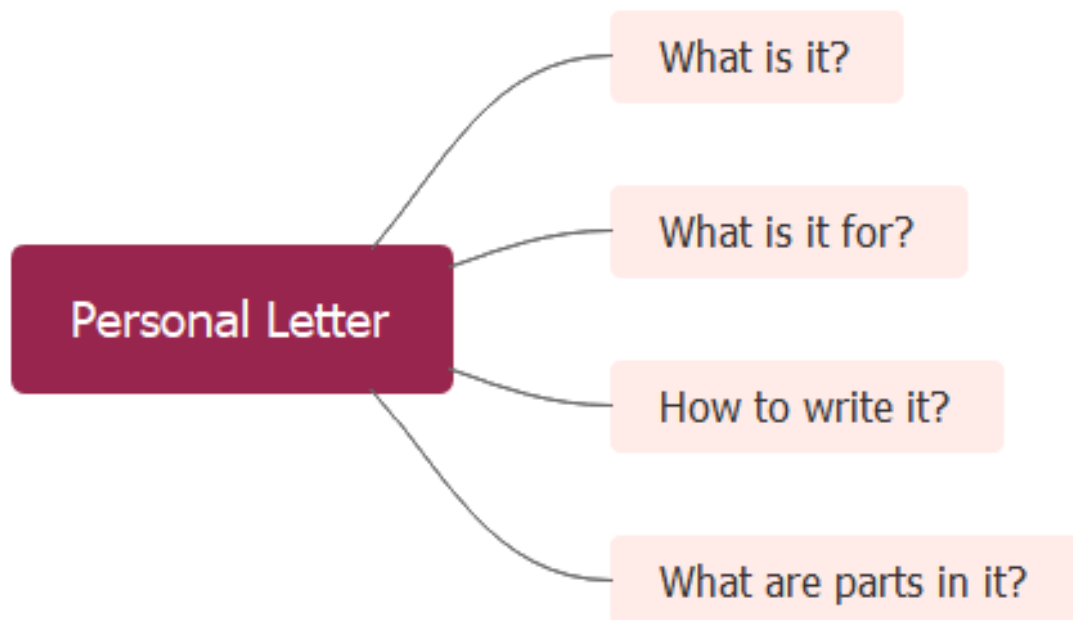 What is it?
What is it for?
Personal Letter
How to write it?
What are parts in it?